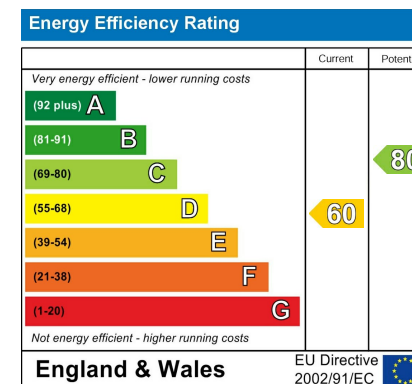 Energy Efficiency Rating
Current Potent
Very energy efficient - lower running costs
(92 plus) A
(81-91) B
(69-80) C
80
(55-68) D
60
(39-54) E
(21-38) F
(1-20) G
Not energy efficient - higher running costs
England & Wales
EU Directive
2002/91/EC